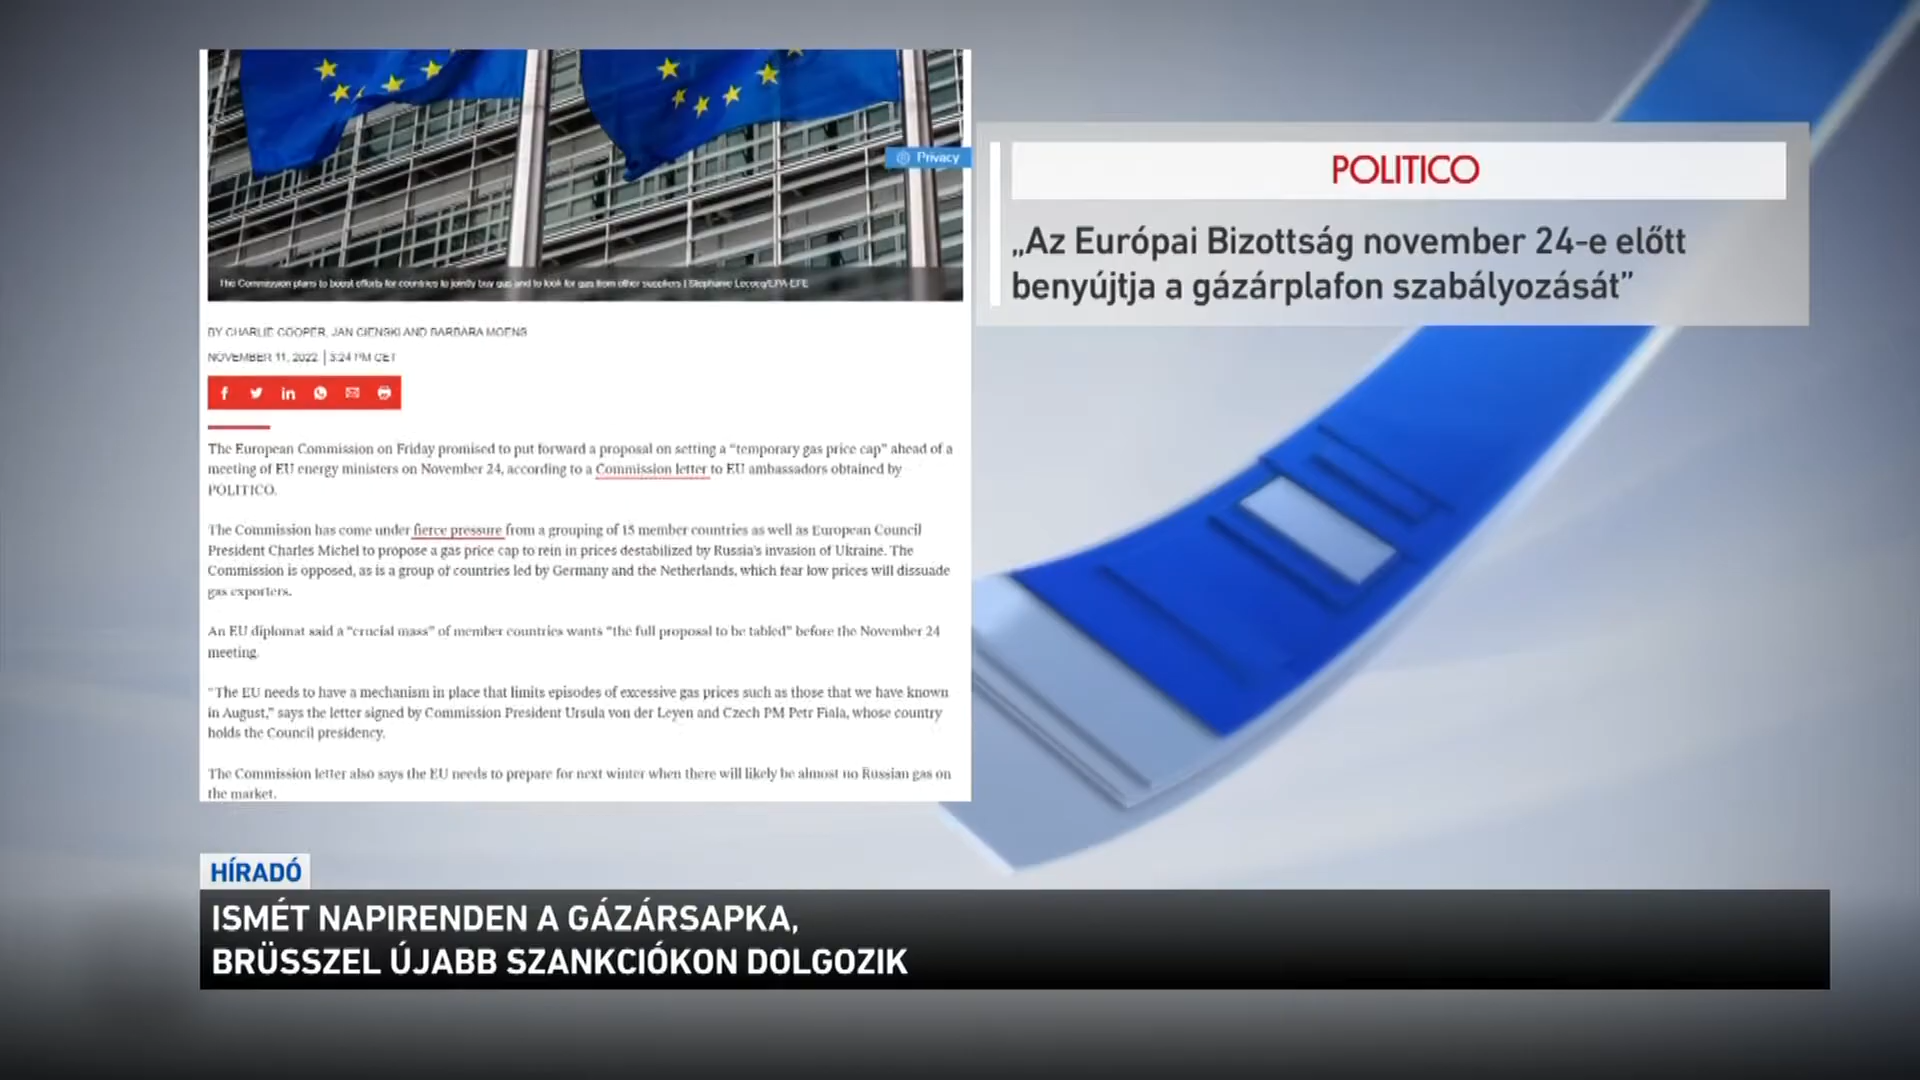 Privacy
The Commission plans to boost efforts for countries to jointly buy gas and to look for gas from other suppliers | Stephanie Lecocq/EPA-EFE
BY CHARLIE COOPER, JAN CIENSKI AND BARBARA MOENS
NOVEMBER 11, 2022 | 3:24 PM CET
The European Commission on Friday promised to put forward a proposal on setting a “temporary gas price cap” ahead of a
meeting of EU energy ministers on November 24, according to a Commission letter to EU ambassadors obtained by
POLITICO.
The Commission has come under fierce pressure from a grouping of 15 member countries as well as European Council
President Charles Michel to propose a gas price cap to rein in prices destabilized by Russia's invasion of Ukraine. The
Commission is opposed, as is a group of countries led by Germany and the Netherlands, which fear low prices will dissuade
gas exporters.
An EU diplomat said a “crucial mass” of member countries wants “the full proposal to be tabled” before the November 24
meeting.
“The EU needs to have a mechanism in place that limits episodes of excessive gas prices such as those that we have known
in August,” says the letter signed by Commission President Ursula von der Leyen and Czech PM Petr Fiala, whose country
holds the Council presidency.
The Commission letter also says the EU needs to prepare for next winter when there will likely be almost no Russian gas on
the market.
POLITICO
„Az Európai Bizottság november 24-e előtt
benyújtja a gázárplafon szabályozását”
HÍRADÓ
ISMÉT NAPIRENDEN A GÁZÁRSAPKA,
BRÜSSZEL ÚJABB SZANKCIÓKON DOLGOZIK